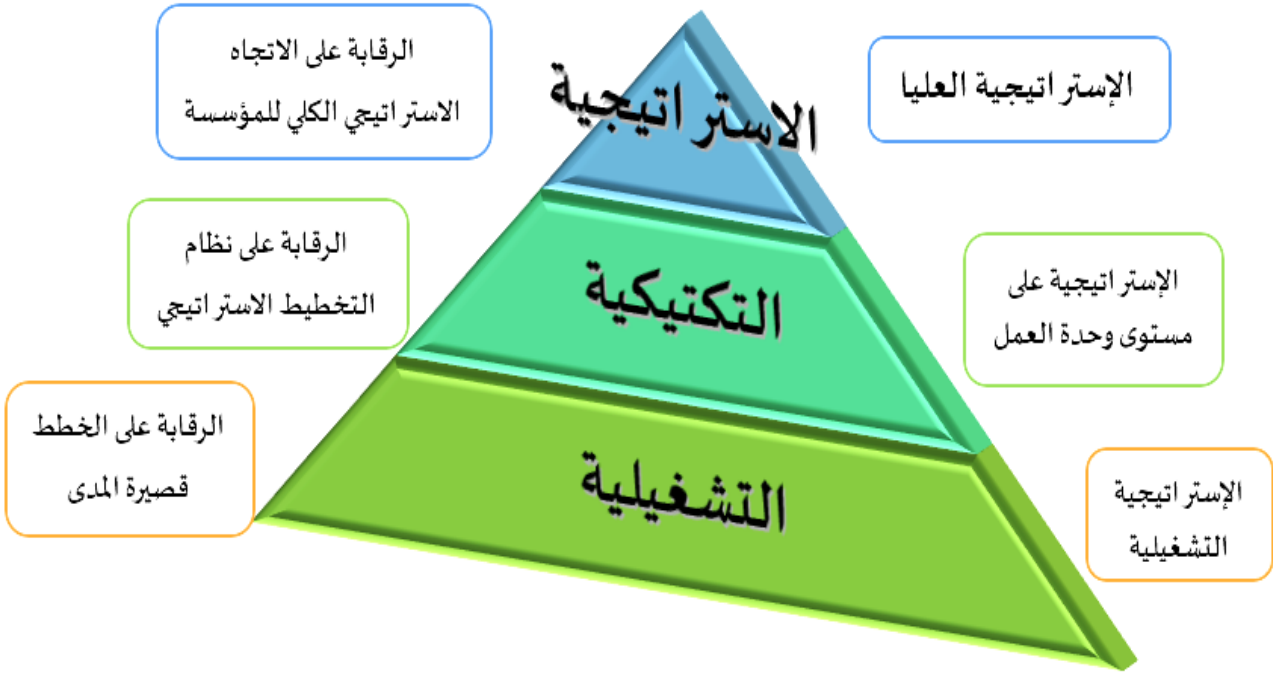 الإستراتيجية العليا
الاستراتيجية
الرقابة على الاتجاه
الاستراتيجي الكلي للمؤسسة
الإستراتيجية على
مستوى وحدة العمل
التكتيكية
الرقابة على نظام
التخطيط الاستراتيجي
الإستراتيجية
التشغيلية
التشغيلية
الرقابة على الخطط
قصيرة المدى